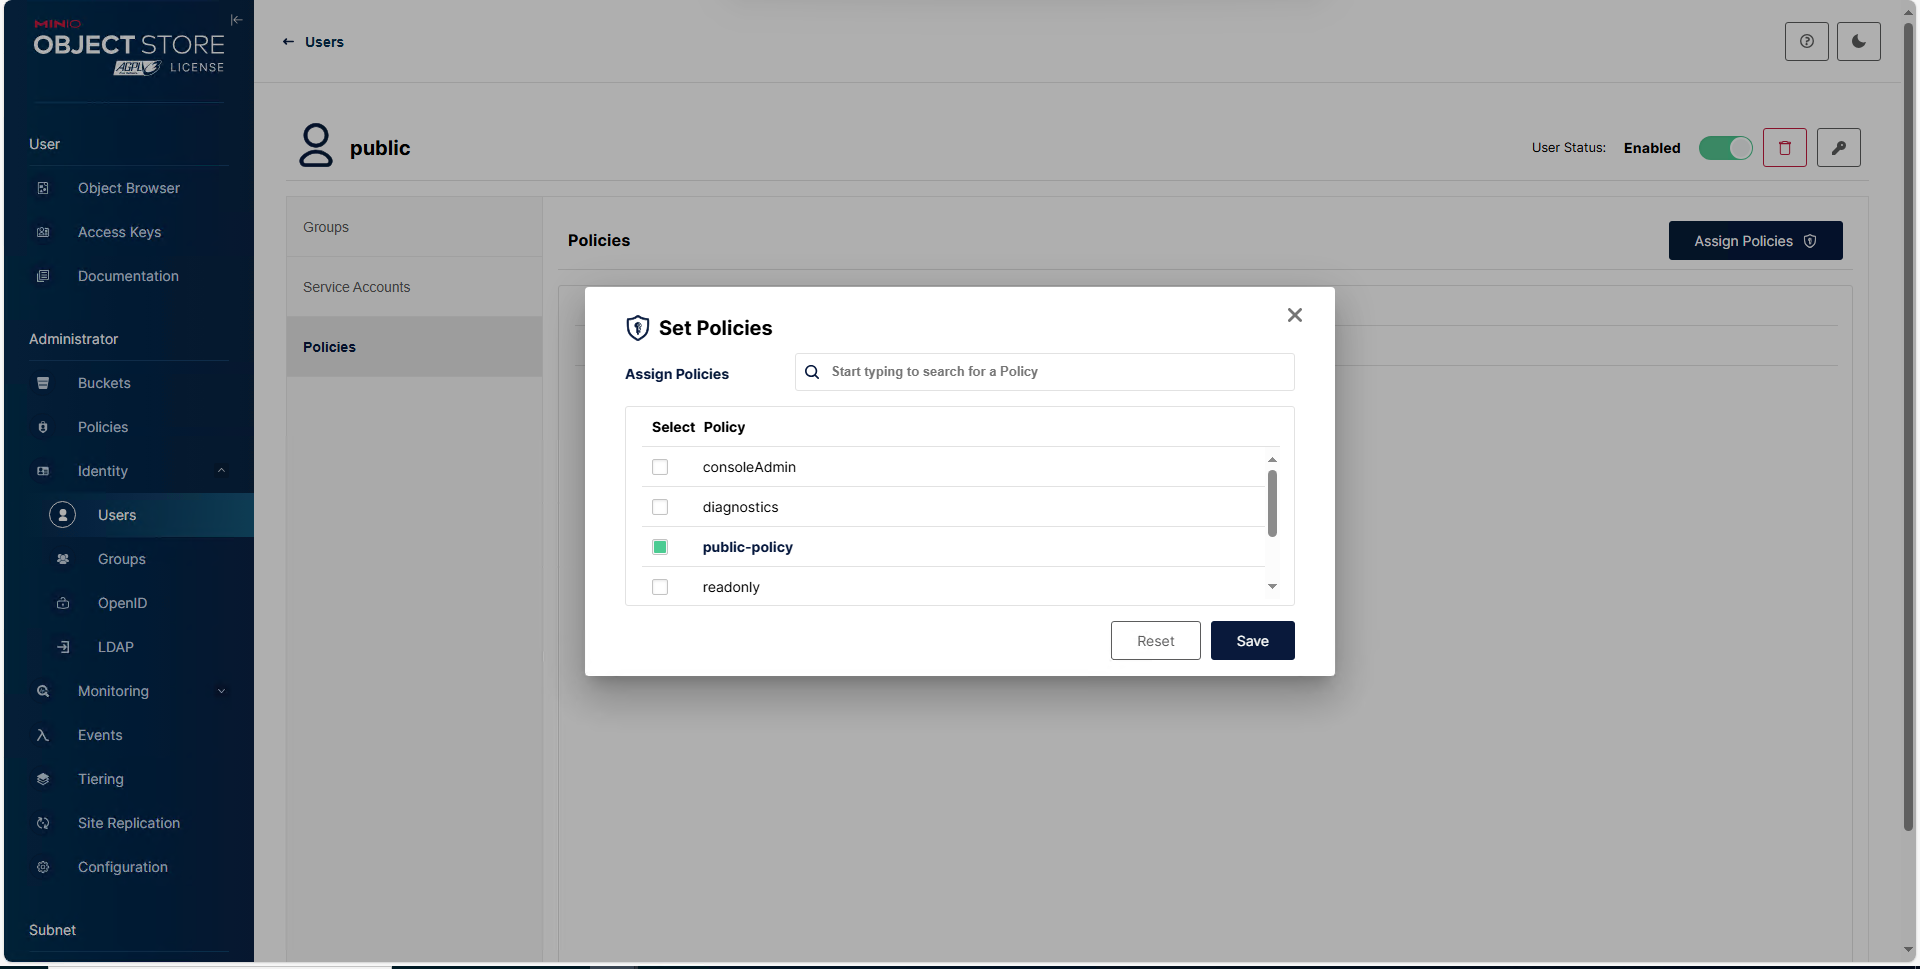 MINIO
OBJECT STORE
AGPLV3 LICENSE
User
Object Browser
Access Keys
Documentation
Administrator
Buckets
Policies
Identity
Users
Groups
OpenID
LDAP
Monitoring
Events
Tiering
Site Replication
Configuration
Subnet
Users
public
User Status: Enabled
Groups
Service Accounts
Policies
Policies
Assign Policies
Set Policies
Assign Policies
Start typing to search for a Policy
Select Policy
consoleAdmin
diagnostics
public-policy
readonly
Reset
Save